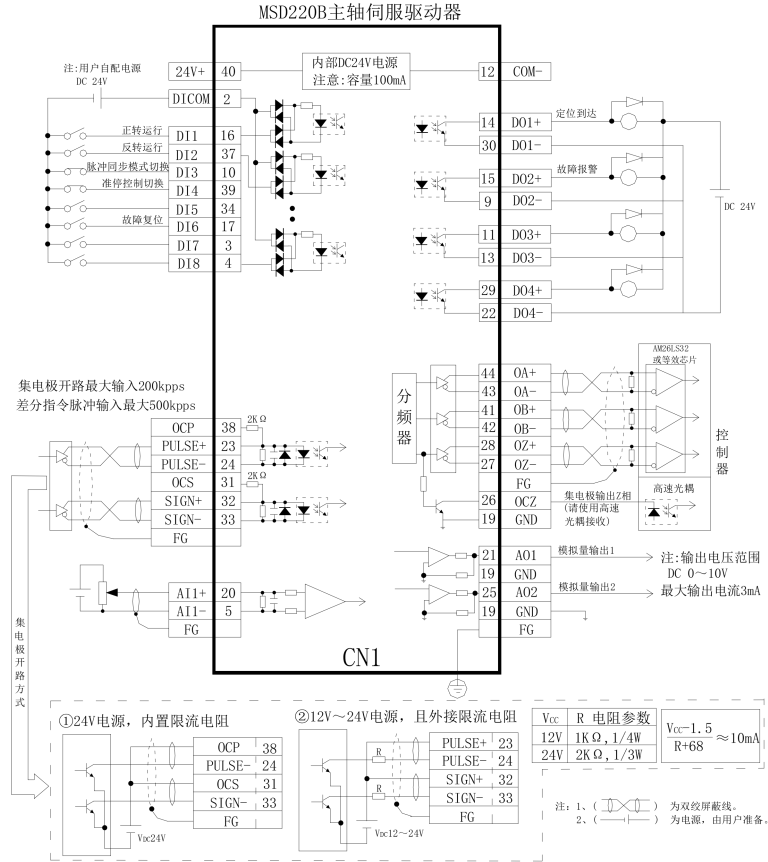 MSD220B主轴伺服驱动器
注:用户自配电源
DC 24V
24V+ 40
内部DC24V电源
注意:容量100mA
12 COM-
DICOM 2
正转运行 DI1 16
反转运行 DI2 37
脉冲同步模式切换 DI3 10
准停控制切换 DI4 39
DI5 34
故障复位 DI6 17
DI7 3
DI8 4
14 DO1+ 定位到达
30 DO1-
15 DO2+ 故障报警
9 DO2-
11 DO3+
13 DO3-
29 DO4+
22 DO4-
DC 24V
集电极开路最大输入200kpps
差分指令脉冲输入最大500kpps
OCP 38 2KΩ
PULSE+ 23
PULSE- 24
OCS 31 2KΩ
SIGN+ 32
SIGN- 33
FG
分频器
44 OA+
43 OA-
41 OB+
42 OB-
28 OZ+
27 OZ-
FG
26 OCZ
19 GND
AM26LS32
或等效芯片
控制器
高速光耦
集电极输出Z相
(请使用高速
光耦接收)
AI1+ 20
AI1- 5
FG
21 AO1 模拟量输出1
19 GND
25 AO2 模拟量输出2
19 GND
FG
注:输出电压范围
DC 0～10V
最大输出电流3mA
CN1
集电极开路方式
①24V电源，内置限流电阻
OCP 38
PULSE- 24
OCS 31
SIGN- 33
FG
VDC24V
②12V～24V电源，且外接限流电阻
R
R
PULSE+ 23
PULSE- 24
SIGN+ 32
SIGN- 33
FG
VDC12～24V
Vcc R 电阻参数
12V 1KΩ,1/4W
24V 2KΩ,1/3W
Vcc-1.5
R+68
≈10mA
注: 1、( ) 为双绞屏蔽线。
2、( ) 为电源，由用户准备。